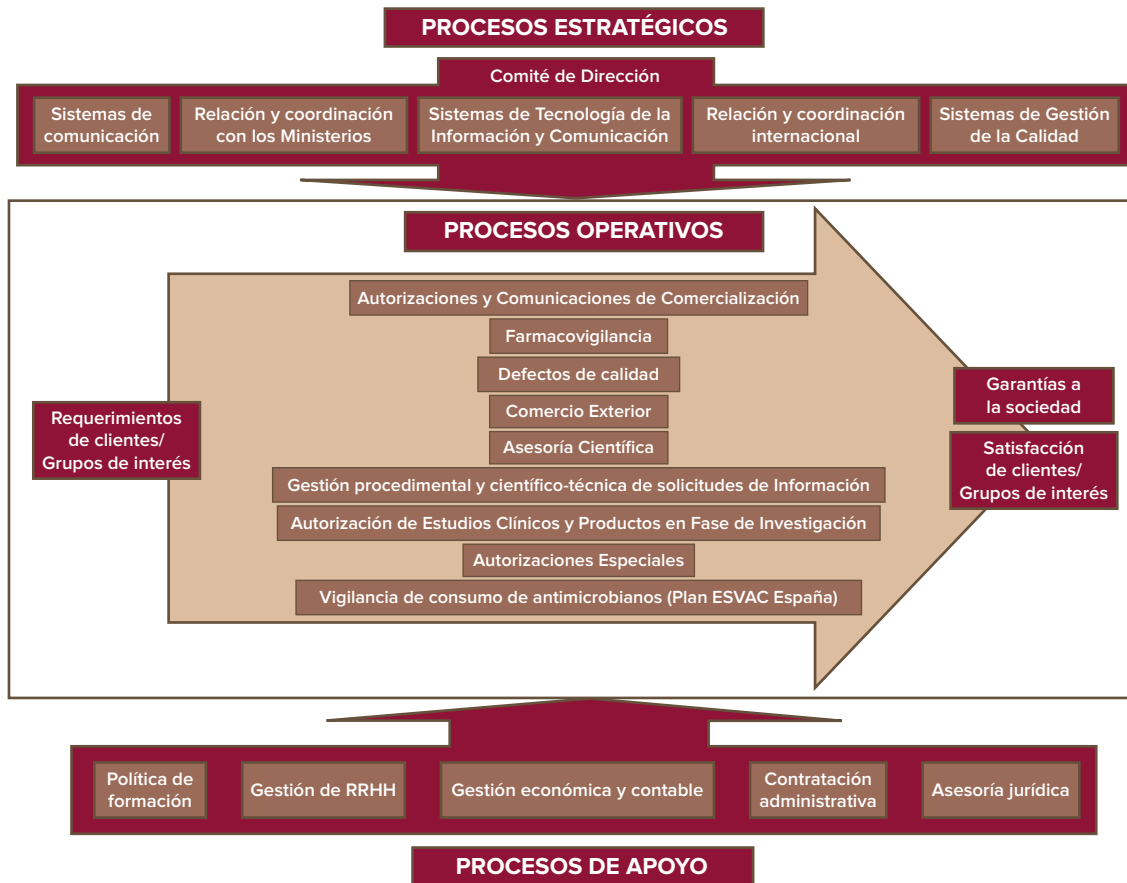 PROCESOS ESTRATÉGICOS
Comité de Dirección
Sistemas de
comunicación
Relación y coordinación
con los Ministerios
Sistemas de Tecnología de la
Información y Comunicación
Relación y coordinación
internacional
Sistemas de Gestión
de la Calidad
PROCESOS OPERATIVOS
Requerimientos
de clientes/
Grupos de interés
Autorizaciones y Comunicaciones de Comercialización
Farmacovigilancia
Defectos de calidad
Comercio Exterior
Asesoría Científica
Gestión procedimental y científico-técnica de solicitudes de Información
Autorización de Estudios Clínicos y Productos en Fase de Investigación
Autorizaciones Especiales
Vigilancia de consumo de antimicrobianos (Plan ESVAC España)
Garantías a
la sociedad
Satisfacción
de clientes/
Grupos de interés
Política de
formación
Gestión de RRHH
Gestión económica y contable
Contratación
administrativa
Asesoría jurídica
PROCESOS DE APOYO